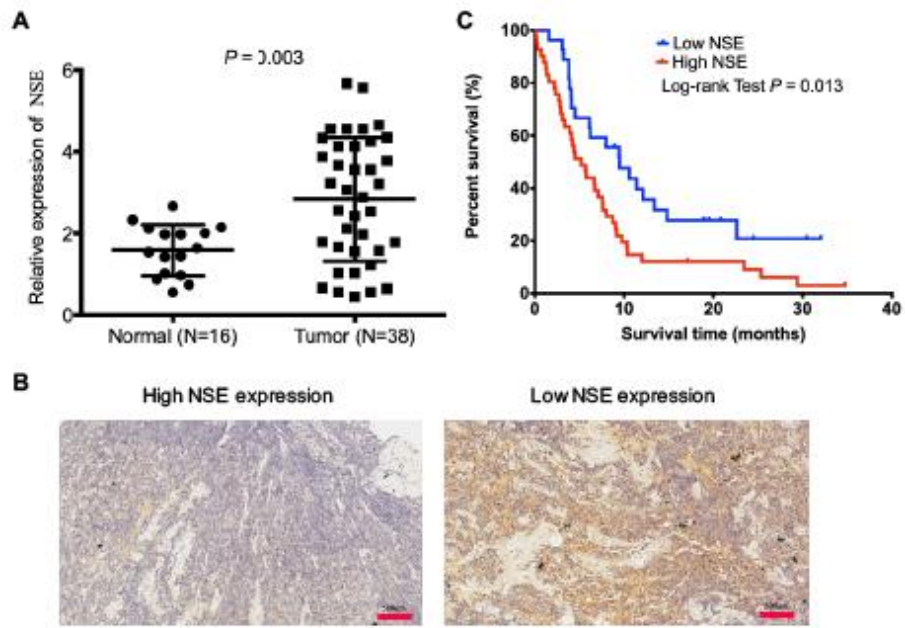 A
P = 0.003
Relative expression of NSE
6
4
2
0
Normal (N=16)
Tumor (N=38)
C
Low NSE
High NSE
Log-rank Test P = 0.013
Percent survival (%)
100
80
60
40
20
0
0
10
20
30
40
Survival time (months)
B
High NSE expression
Low NSE expression